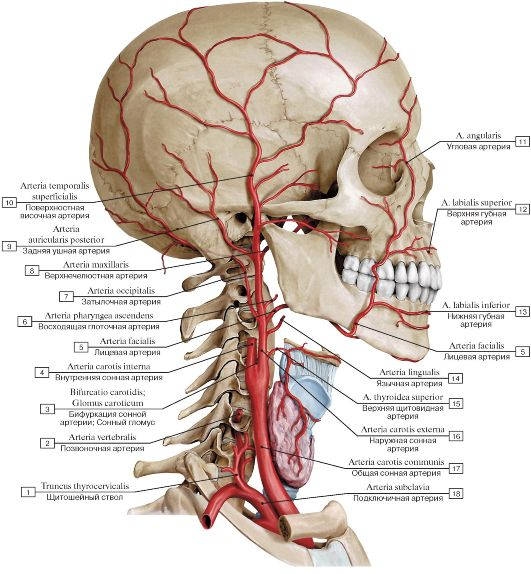 10
Arteria temporalis
superficialis
Поверхностная
височная артерия
9
Arteria
auricularis posterior
Задняя ушная артерия
8
Arteria maxillaris
Верхнечелюстная артерия
7
Arteria occipitalis
Затылочная артерия
6
Arteria pharyngea ascendens
Восходящая глоточная артерия
5
Arteria facialis
Лицевая артерия
4
Arteria carotis interna
Внутренняя сонная артерия
3
Bifurcatio carotidis;
Glomus caroticum
Бифуркация сонной
артерии; Сонный гломус
2
Arteria vertebralis
Позвоночная артерия
1
Truncus thyrocervicalis
Щитошейный ствол
A. angularis
11
Угловая артерия
A. labialis superior
12
Верхняя губная
артерия
A. labialis inferior
13
Нижняя губная
артерия
Arteria facialis
5
Лицевая артерия
Arteria lingualis
14
Язычная артерия
A. thyroidea superior
15
Верхняя щитовидная
артерия
Arteria carotis externa
16
Наружная сонная
артерия
Arteria carotis communis
17
Общая сонная артерия
Arteria subclavia
18
Подключичная артерия